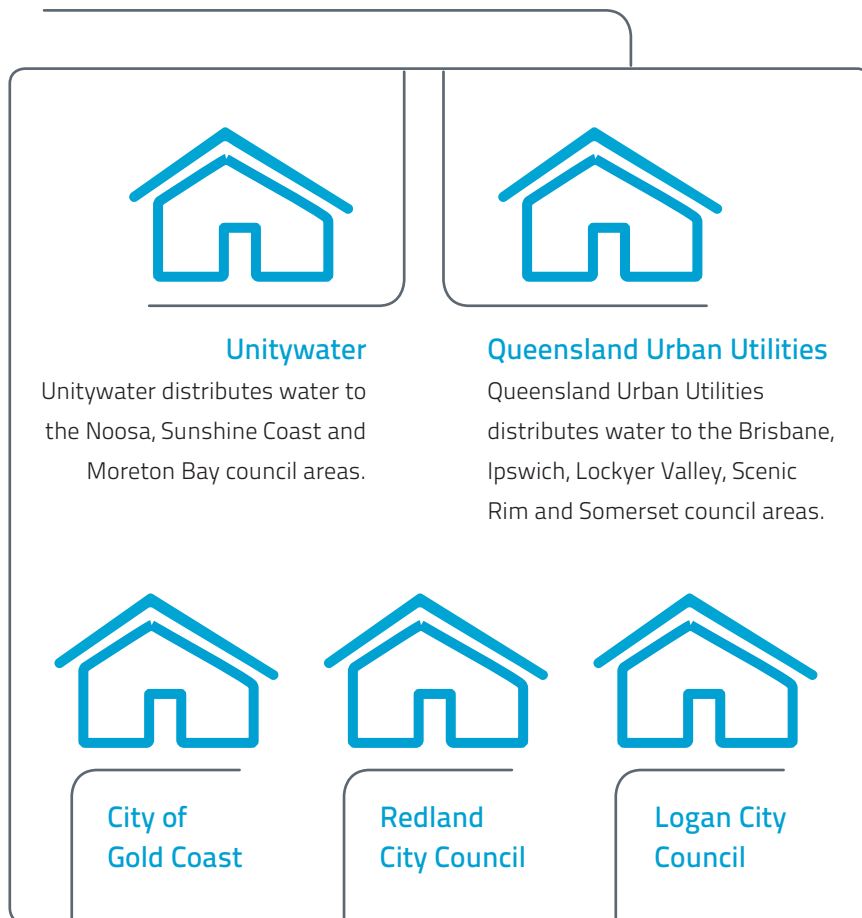 Unitywater
Unitywater distributes water to
the Noosa, Sunshine Coast and
Moreton Bay council areas.
Queensland Urban Utilities
Queensland Urban Utilities
distributes water to the Brisbane,
Ipswich, Lockyer Valley, Scenic
Rim and Somerset council areas.
City of
Gold Coast
Redland
City Council
Logan City
Council